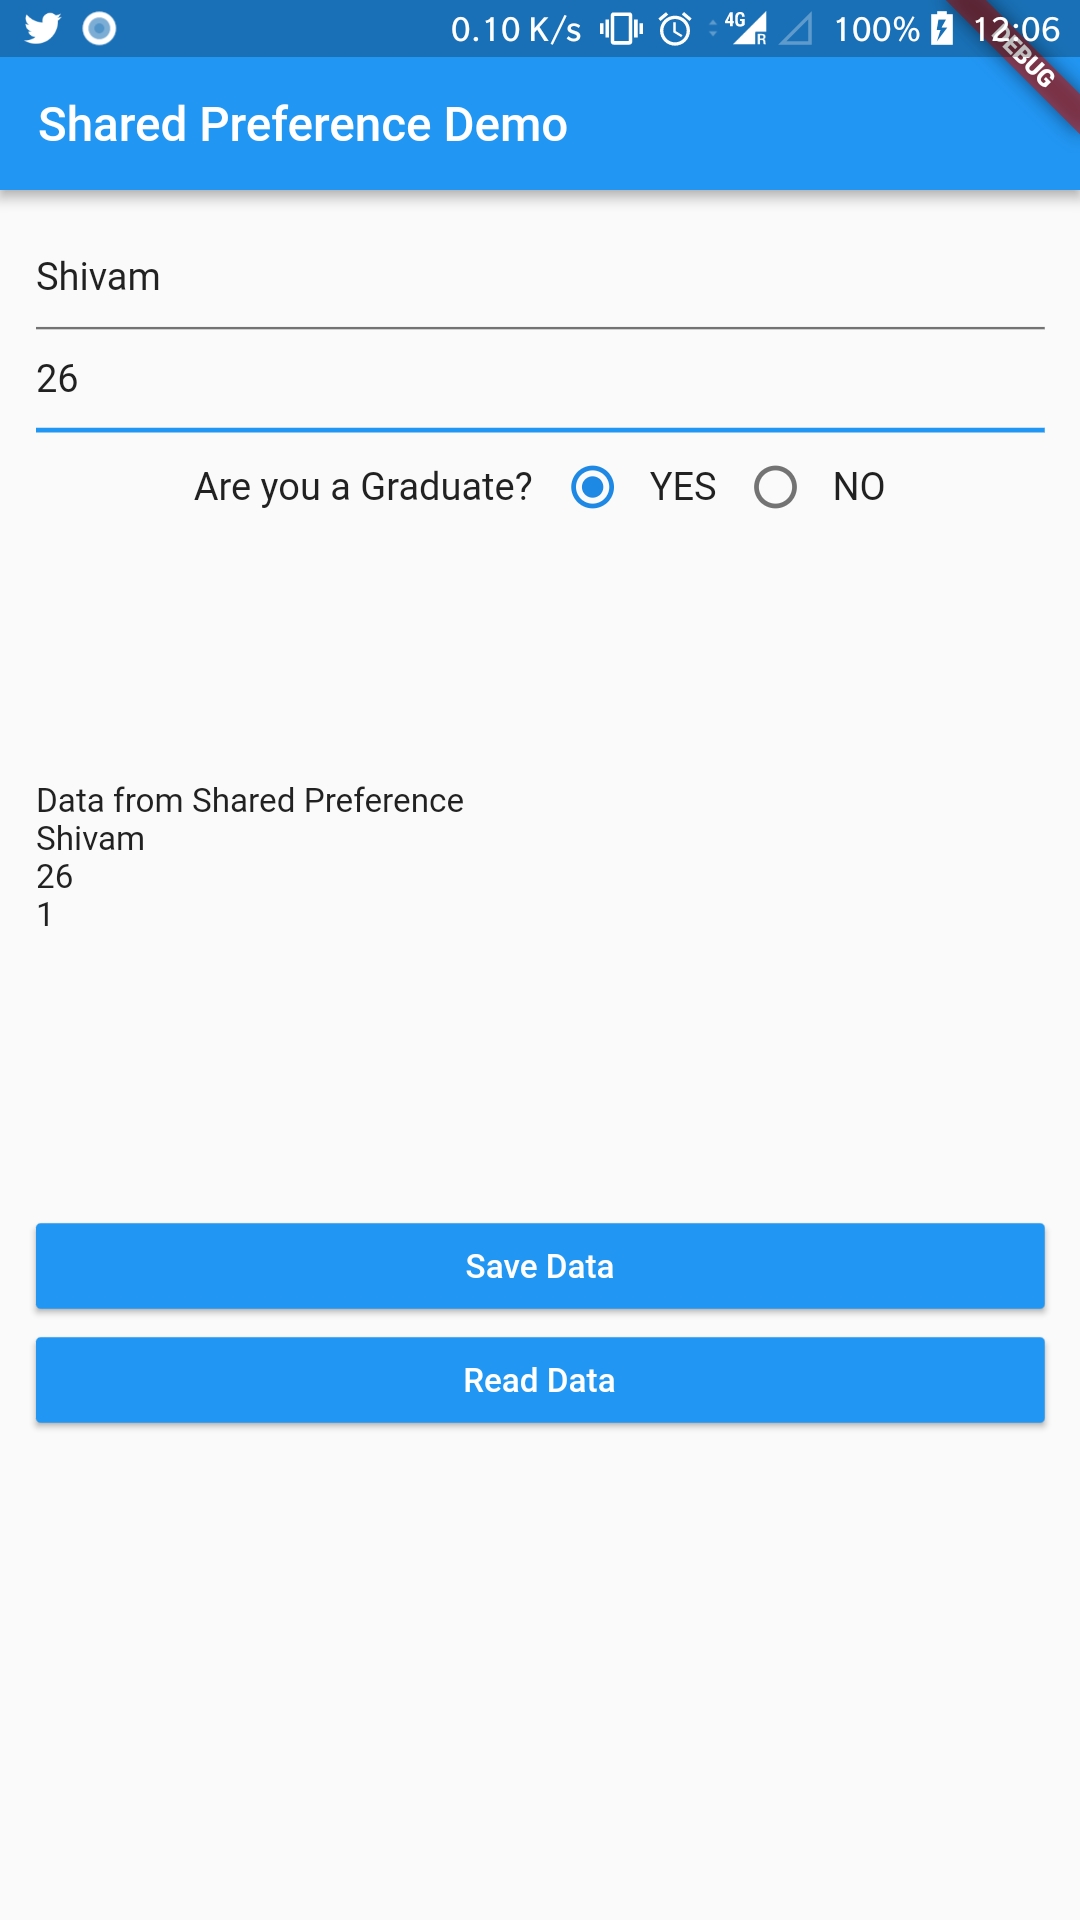 0.10 K/s 4G R 100% 12:06
DEBUG
Shared Preference Demo
Shivam
26
Are you a Graduate? YES NO
Data from Shared Preference
Shivam
26
1
Save Data
Read Data